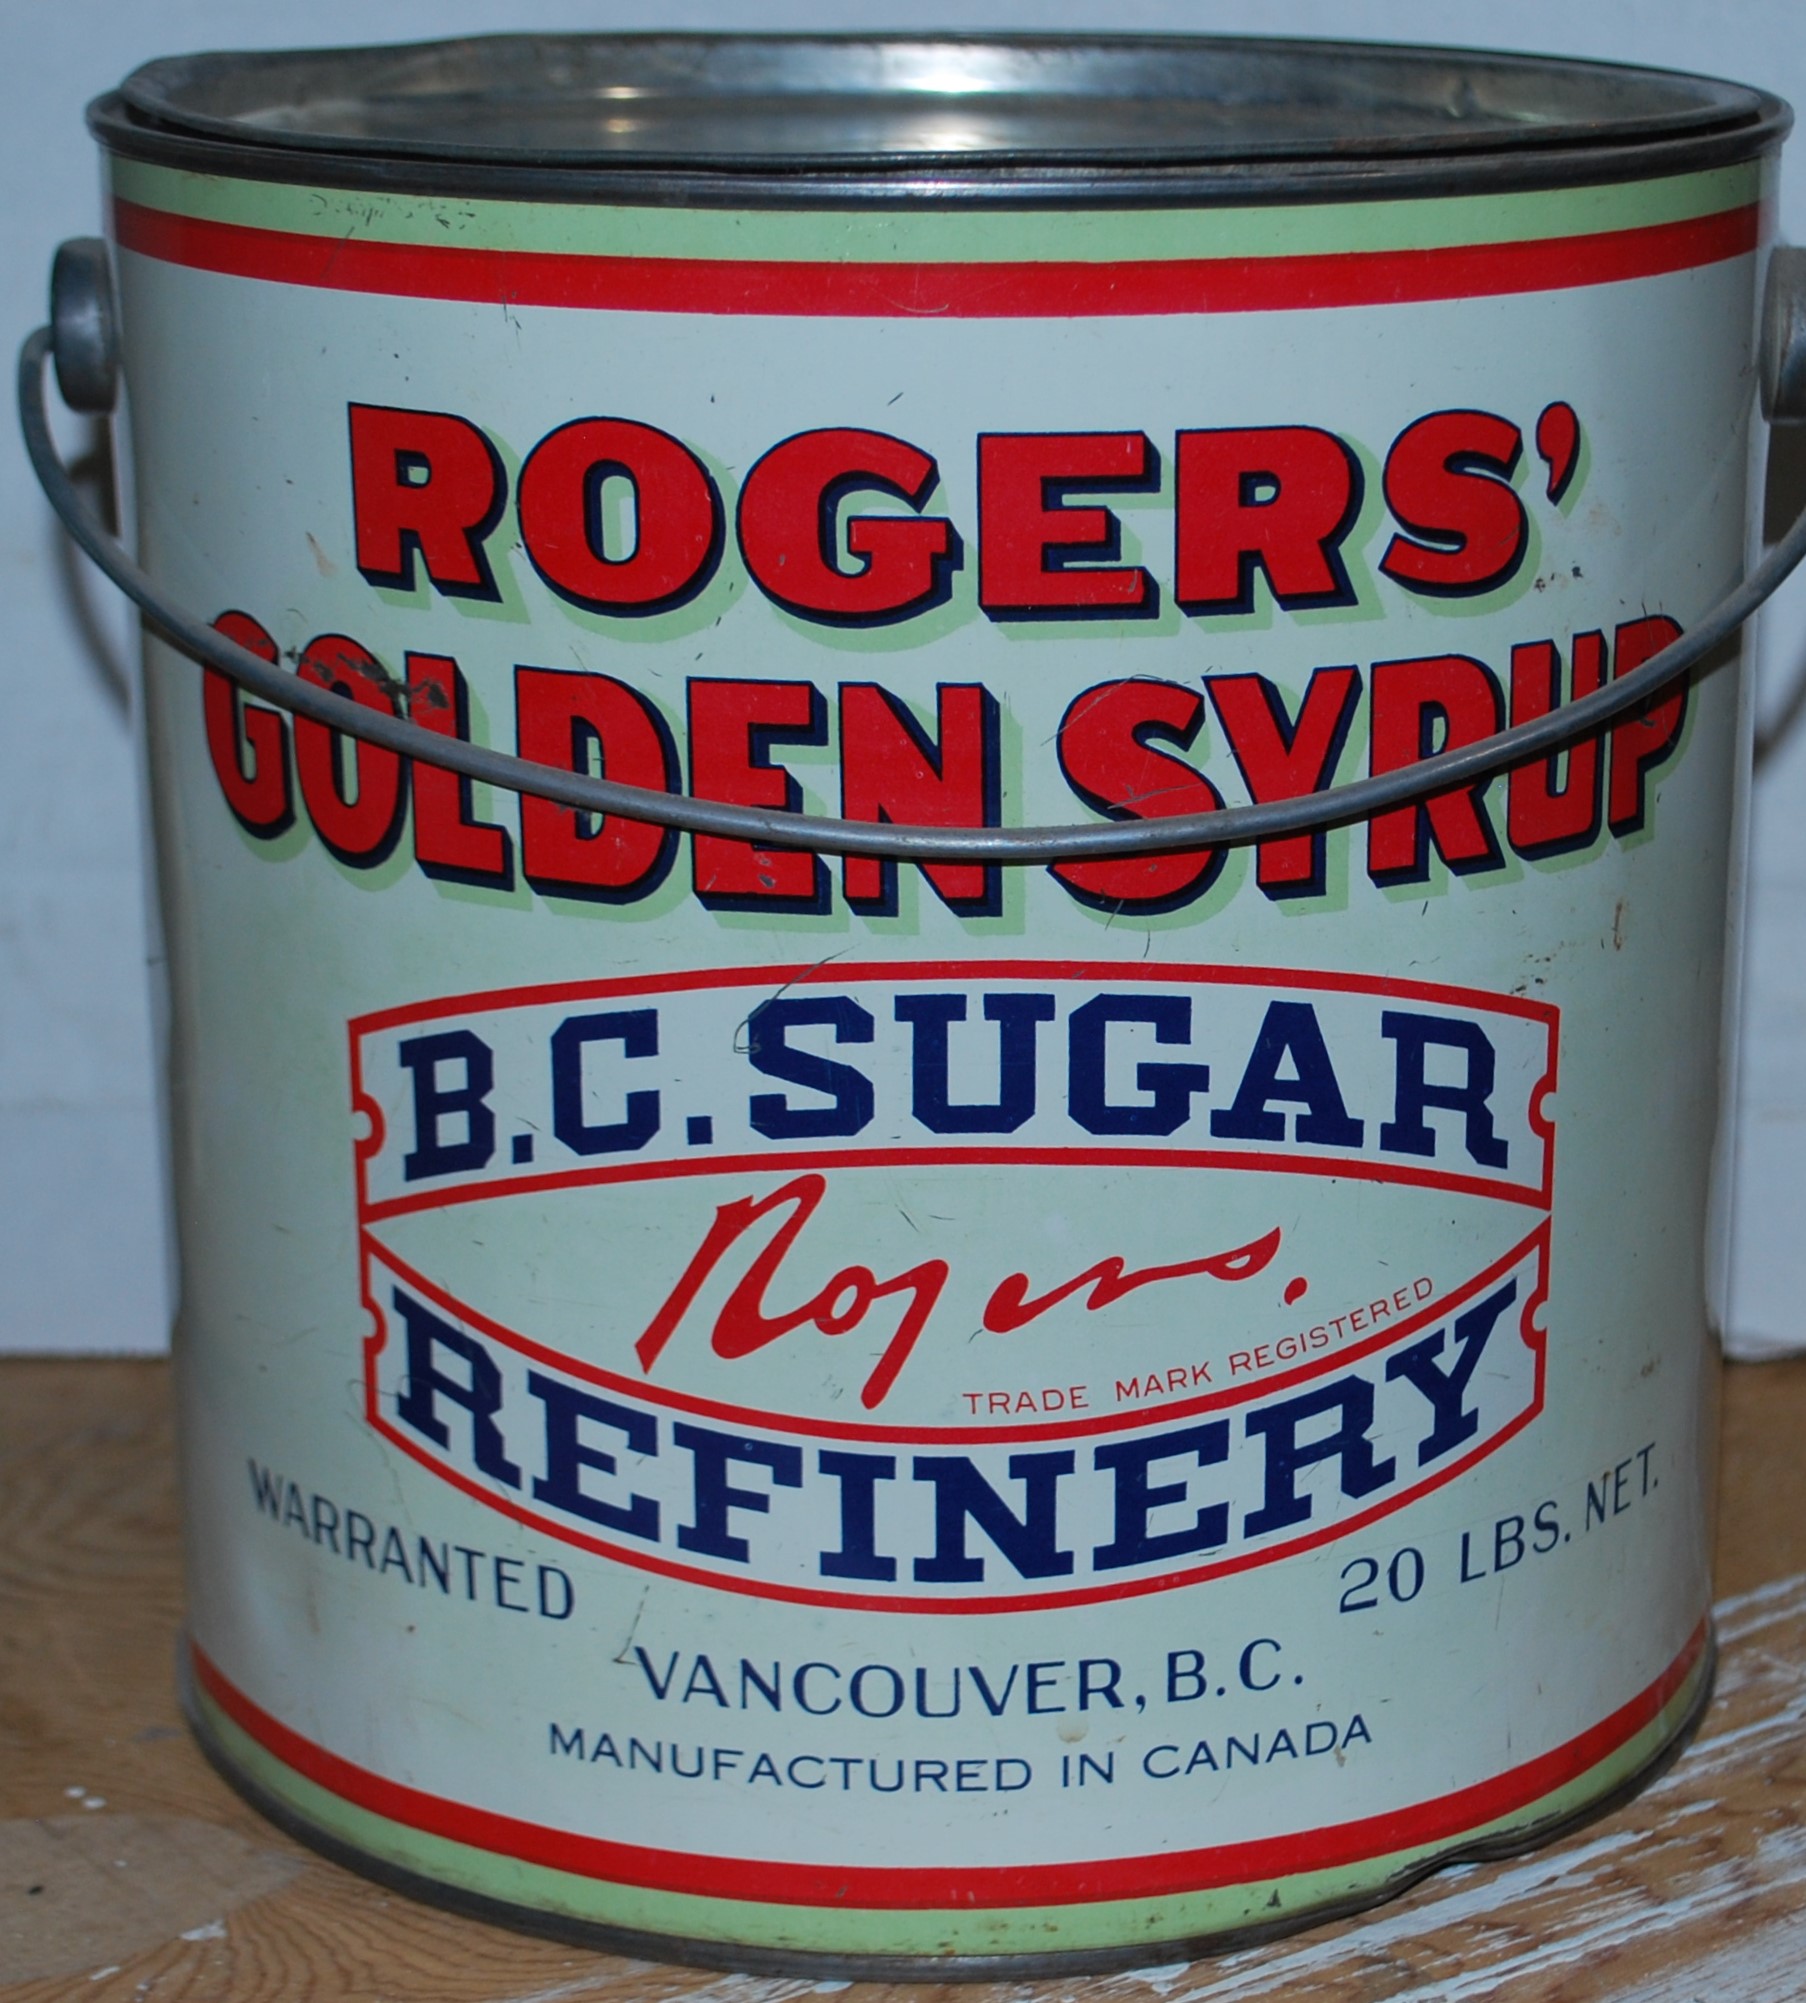 ROGERS'
GOLDEN SYRUP
B.C. SUGAR
Rogers.
TRADE MARK REGISTERED
REFINERY
WARRANTED
20 LBS. NET.
VANCOUVER, B.C.
MANUFACTURED IN CANADA